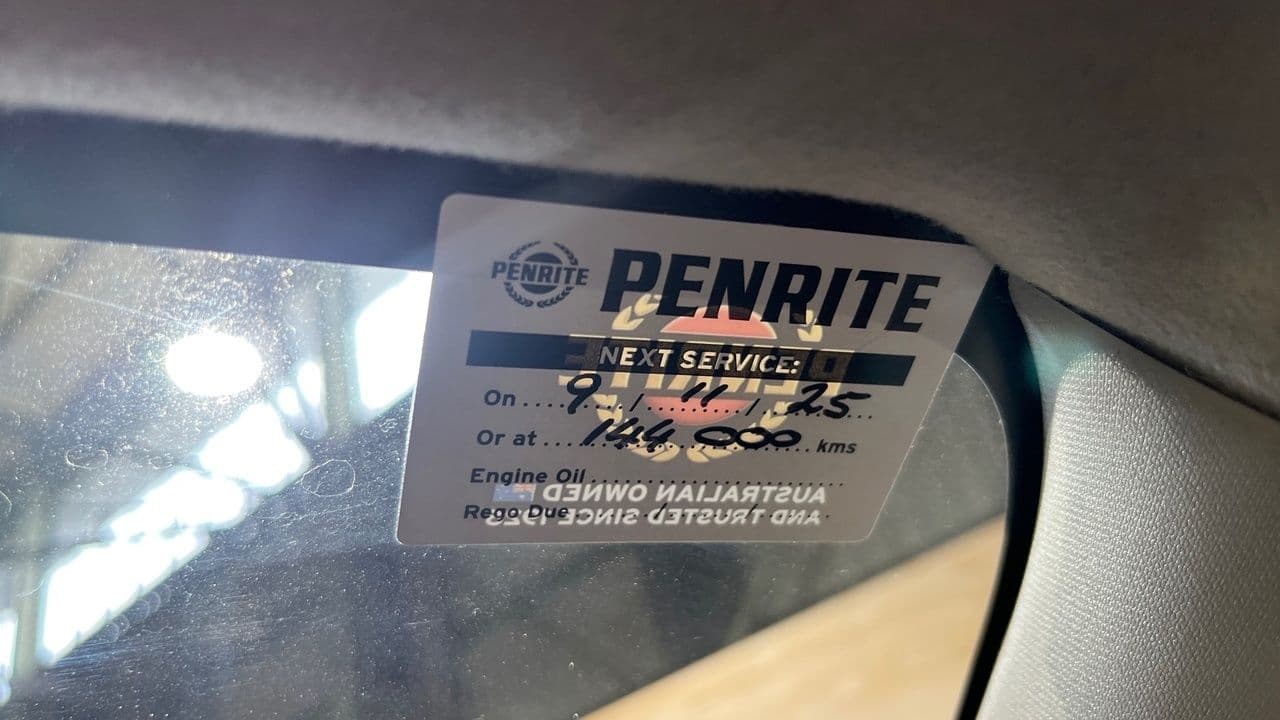 PENRITE
PENRITE
NEXT SERVICE:
On ....9..../....11..../....25....
Or at ....144 000.... kms
Engine Oil
Rego Due ......../......../........
AUSTRALIAN OWNED
AND TRUSTED SINCE 1926